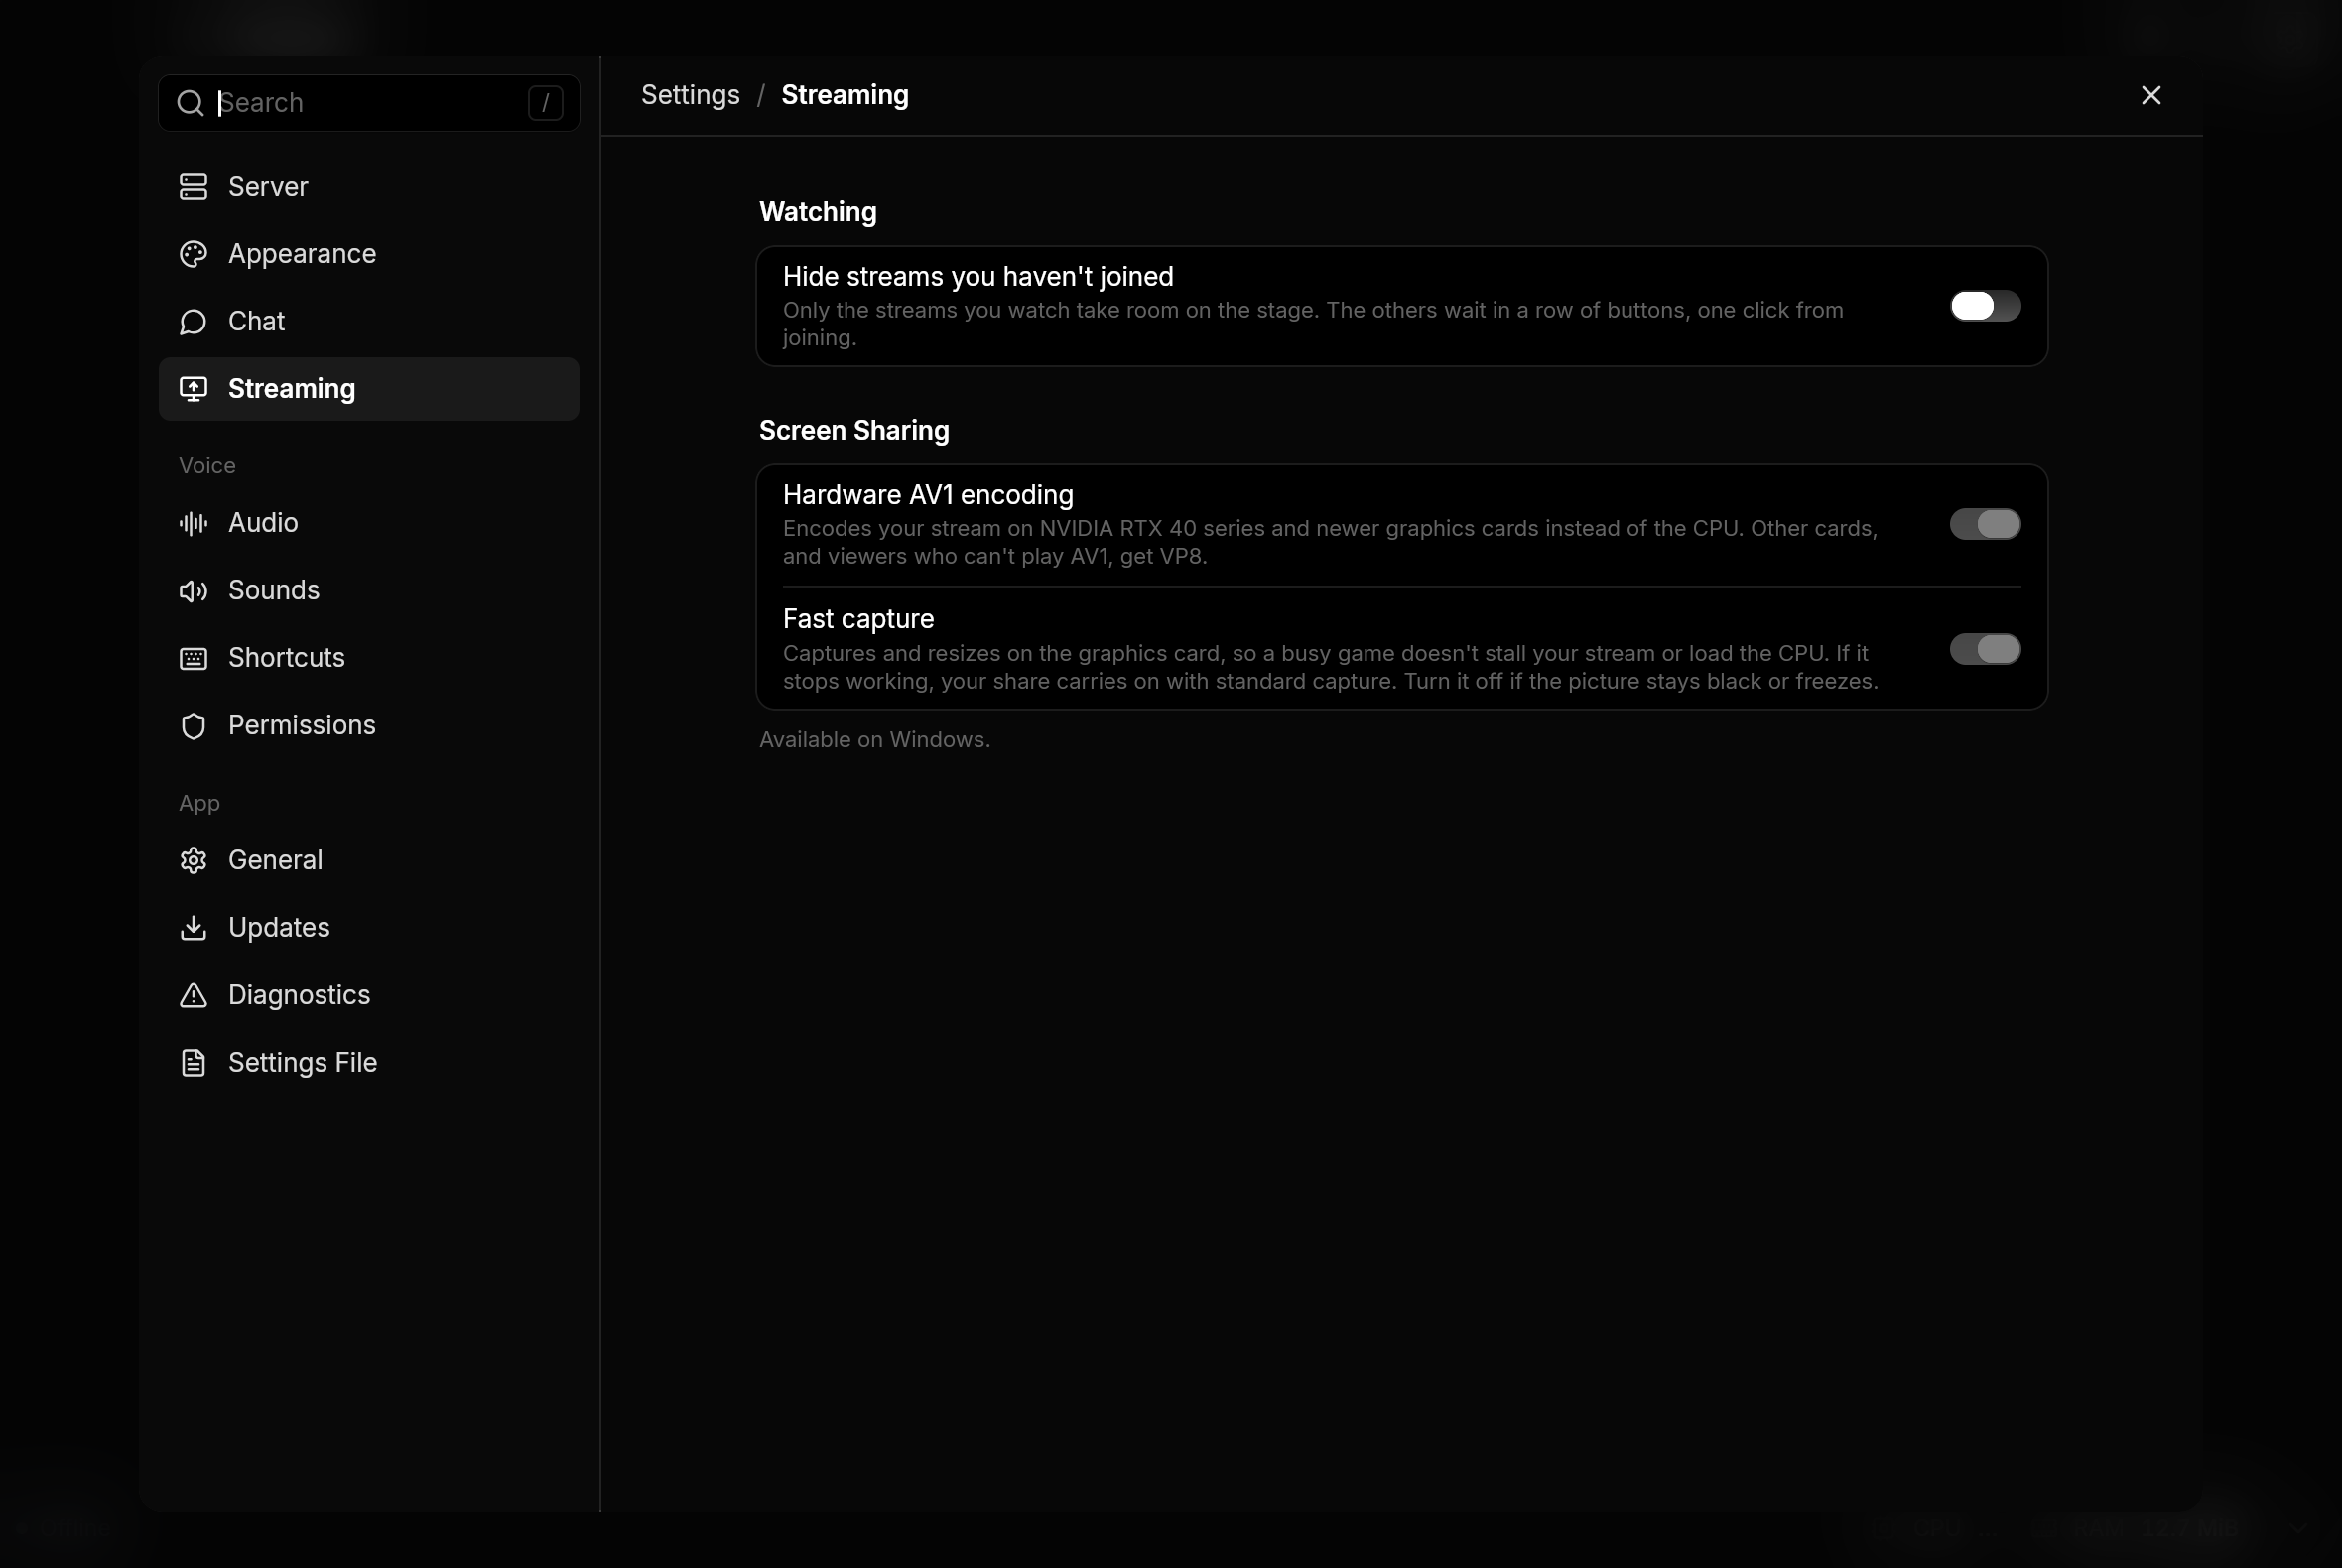 Search
/
Server
Appearance
Chat
Streaming
Voice
Audio
Sounds
Shortcuts
Permissions
App
General
Updates
Diagnostics
Settings File
Settings / Streaming
Watching
Hide streams you haven't joined
Only the streams you watch take room on the stage. The others wait in a row of buttons, one click from
joining.
Screen Sharing
Hardware AV1 encoding
Encodes your stream on NVIDIA RTX 40 series and newer graphics cards instead of the CPU. Other cards,
and viewers who can't play AV1, get VP8.
Fast capture
Captures and resizes on the graphics card, so a busy game doesn't stall your stream or load the CPU. If it
stops working, your share carries on with standard capture. Turn it off if the picture stays black or freezes.
Available on Windows.